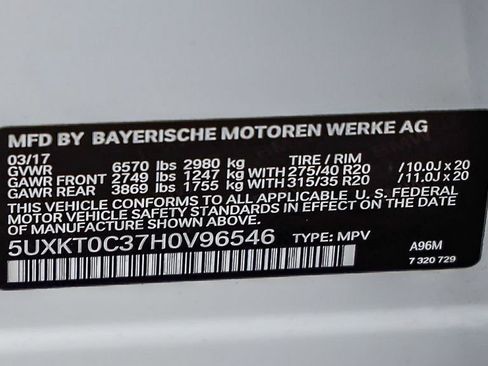 MFD BY BAYERISCHE MOTOREN WERKE AG
03/17
GVWR 6570 lbs 2980 kg TIRE / RIM
GAWR FRONT 2749 lbs 1247 kg WITH 275/40 R20 /10.0J x 20
GAWR REAR 3869 lbs 1755 kg WITH 315/35 R20 /11.0J x 20
THIS VEHICLE CONFORMS TO ALL APPLICABLE U. S. FEDERAL
MOTOR VEHICLE SAFETY STANDARDS IN EFFECT ON THE DATE
OF MANUFACTURE SHOWN ABOVE.
5UXKT0C37H0V96546 TYPE: MPV
A96M
7 320 729